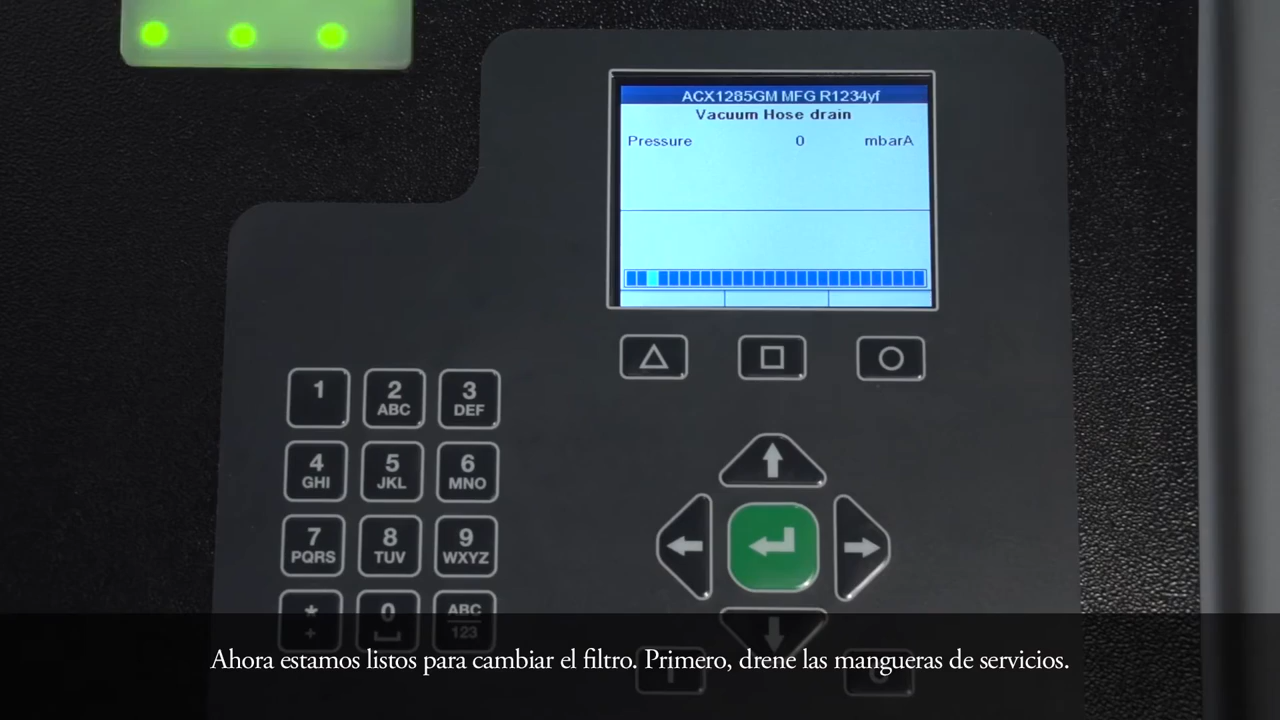 ACX1285GM MFG R1234yf
Vacuum Hose drain
Pressure 0 mbarA
1
2 ABC
3 DEF
4 GHI
5 JKL
6 MNO
7 PQRS
8 TUV
9 WXYZ
* +
0
ABC 123
Ahora estamos listos para cambiar el filtro. Primero, drene las mangueras de servicios.